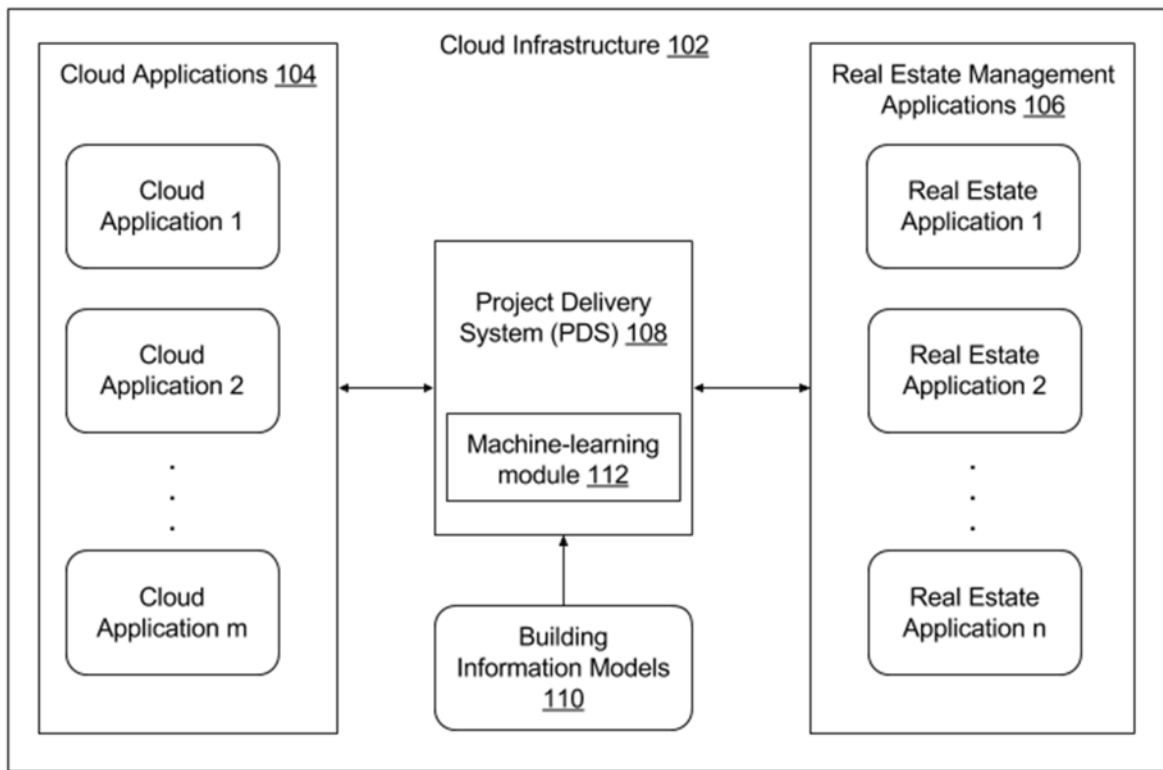 Cloud Infrastructure 102
Cloud Applications 104
Cloud
Application 1
Cloud
Application 2
.
.
.
Cloud
Application m
Project Delivery
System (PDS) 108
Machine-learning
module 112
Building
Information Models
110
Real Estate Management
Applications 106
Real Estate
Application 1
Real Estate
Application 2
.
.
.
Real Estate
Application n